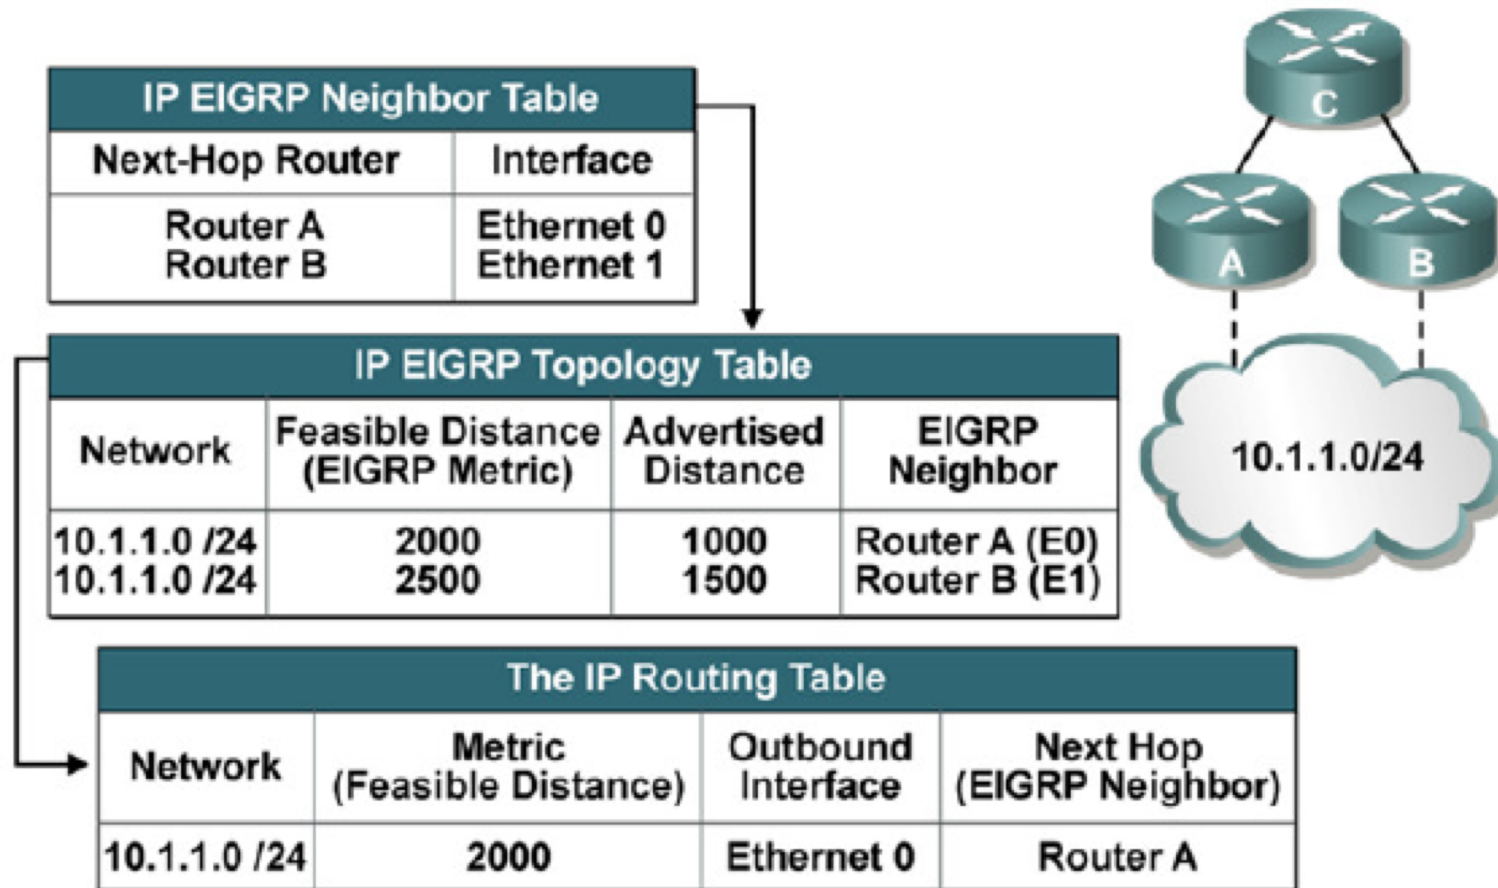 IP EIGRP Neighbor Table
Next-Hop Router Interface
Router A Ethernet 0
Router B Ethernet 1
C
A B
10.1.1.0/24
IP EIGRP Topology Table
Network Feasible Distance (EIGRP Metric) Advertised Distance EIGRP Neighbor
10.1.1.0 /24 2000 1000 Router A (E0)
10.1.1.0 /24 2500 1500 Router B (E1)
The IP Routing Table
Network Metric (Feasible Distance) Outbound Interface Next Hop (EIGRP Neighbor)
10.1.1.0 /24 2000 Ethernet 0 Router A